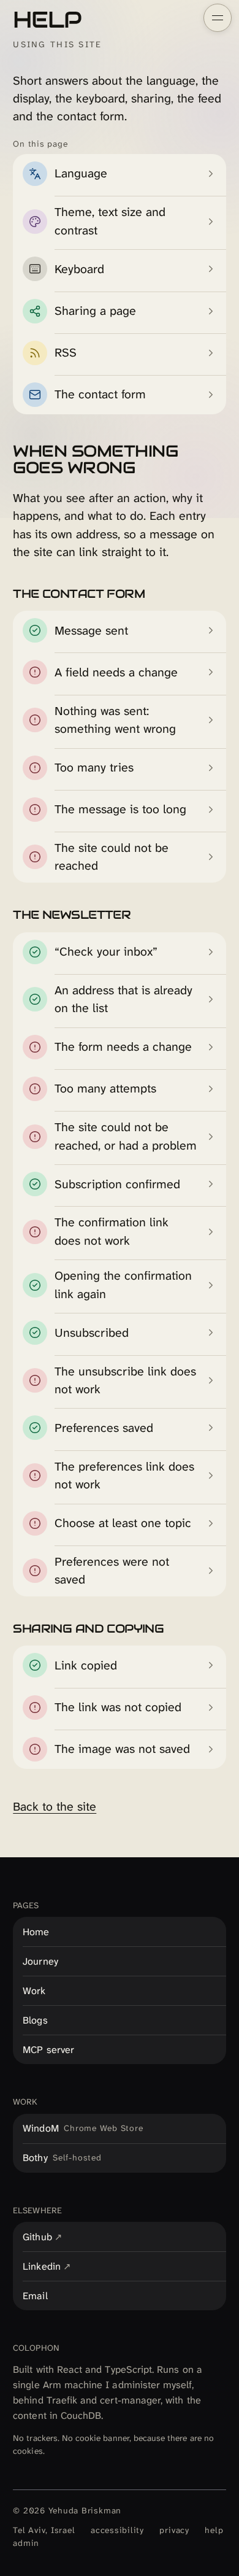 HELP
USING THIS SITE
Short answers about the language, the
display, the keyboard, sharing, the feed
and the contact form.
On this page
Language
Theme, text size and
contrast
Keyboard
Sharing a page
RSS
The contact form
WHEN SOMETHING
GOES WRONG
What you see after an action, why it
happens, and what to do. Each entry
has its own address, so a message on
the site can link straight to it.
THE CONTACT FORM
Message sent
A field needs a change
Nothing was sent:
something went wrong
Too many tries
The message is too long
The site could not be
reached
THE NEWSLETTER
“Check your inbox”
An address that is already
on the list
The form needs a change
Too many attempts
The site could not be
reached, or had a problem
Subscription confirmed
The confirmation link
does not work
Opening the confirmation
link again
Unsubscribed
The unsubscribe link does
not work
Preferences saved
The preferences link does
not work
Choose at least one topic
Preferences were not
saved
SHARING AND COPYING
Link copied
The link was not copied
The image was not saved
Back to the site
PAGES
Home
Journey
Work
Blogs
MCP server
WORK
WindoM Chrome Web Store
Bothy Self-hosted
ELSEWHERE
Github ↗
Linkedin ↗
Email
COLOPHON
Built with React and TypeScript. Runs on a
single Arm machine I administer myself,
behind Traefik and cert-manager, with the
content in CouchDB.
No trackers. No cookie banner, because there are no
cookies.
© 2026 Yehuda Briskman
Tel Aviv, Israel accessibility privacy help
admin